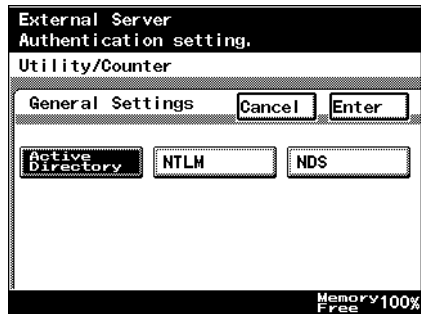 External Server
Authentication setting.
Utility/Counter
General Settings
Cancel
Enter
Active
Directory
NTLM
NDS
Memory 100%
Free